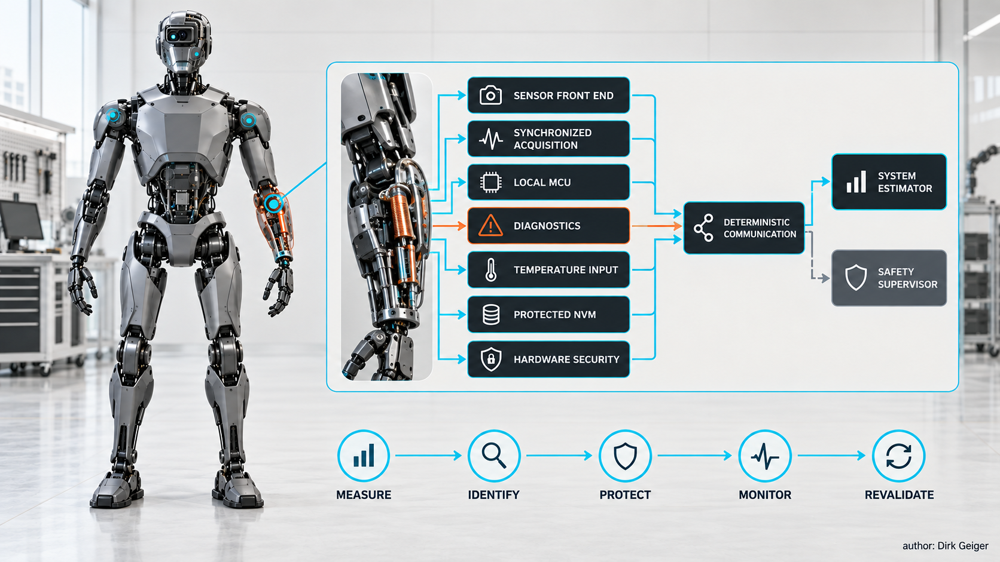 SENSOR FRONT END
SYNCHRONIZED
ACQUISITION
LOCAL MCU
DIAGNOSTICS
TEMPERATURE INPUT
PROTECTED NVM
HARDWARE SECURITY
DETERMINISTIC
COMMUNICATION
SYSTEM
ESTIMATOR
SAFETY
SUPERVISOR
MEASURE
IDENTIFY
PROTECT
MONITOR
REVALIDATE
author: Dirk Geiger